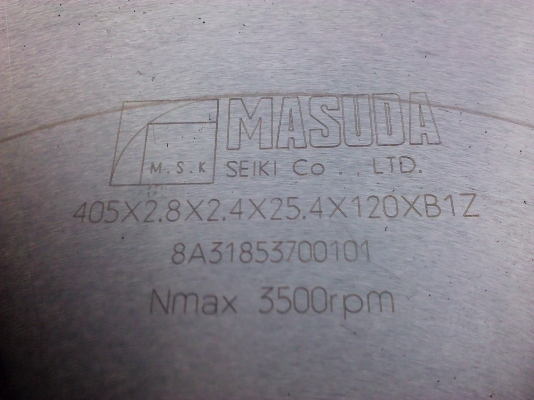 MASUDA
M.S.K SEIKI Co., LTD.
405X2.8X2.4X25.4X120XB1Z
8A31853700101
Nmax 3500rpm